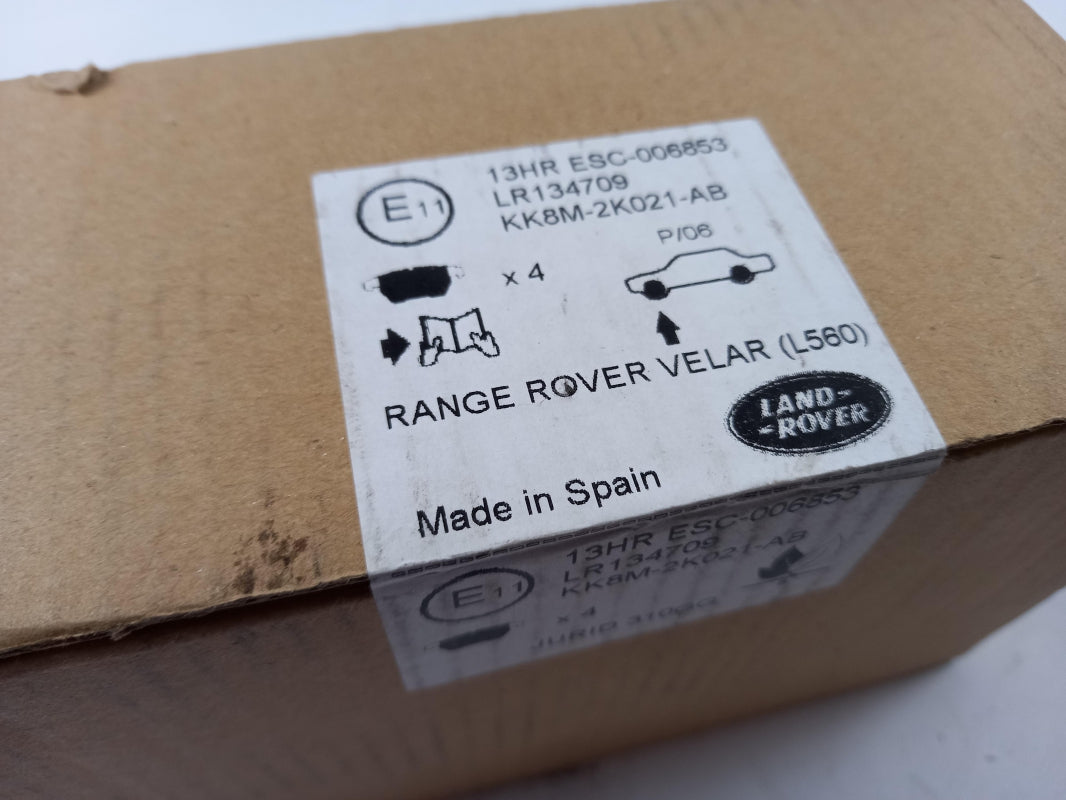 E11
13HR ESC-006853
LR134709
KK8M-2K021-AB
P/06
x 4
RANGE ROVER VELAR (L560)
LAND-
-ROVER
Made in Spain
E11
13HR ESC-006853
LR134709
KK8M-2K021-AB
x 4
JURID